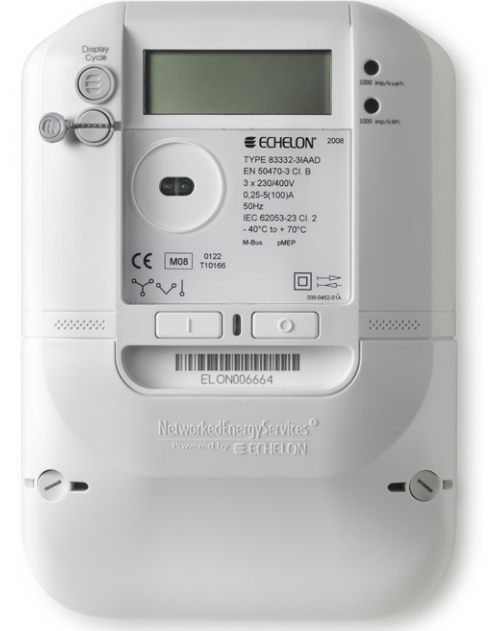 Display
Cycle
1000 imp/kvarh
1000 imp/kWh
ECHELON® 2008
TYPE 83332-3IAAD
EN 50470-3 Cl. B
3 x 230/400V
0,25-5(100)A
50Hz
IEC 62053-23 Cl. 2
- 40°C to + 70°C
M-Bus pMEP
CE M08 0122
T10166
008-0402-01A
I O
ELON006664
NetworkedEnergyServices
Powered by ECHELON